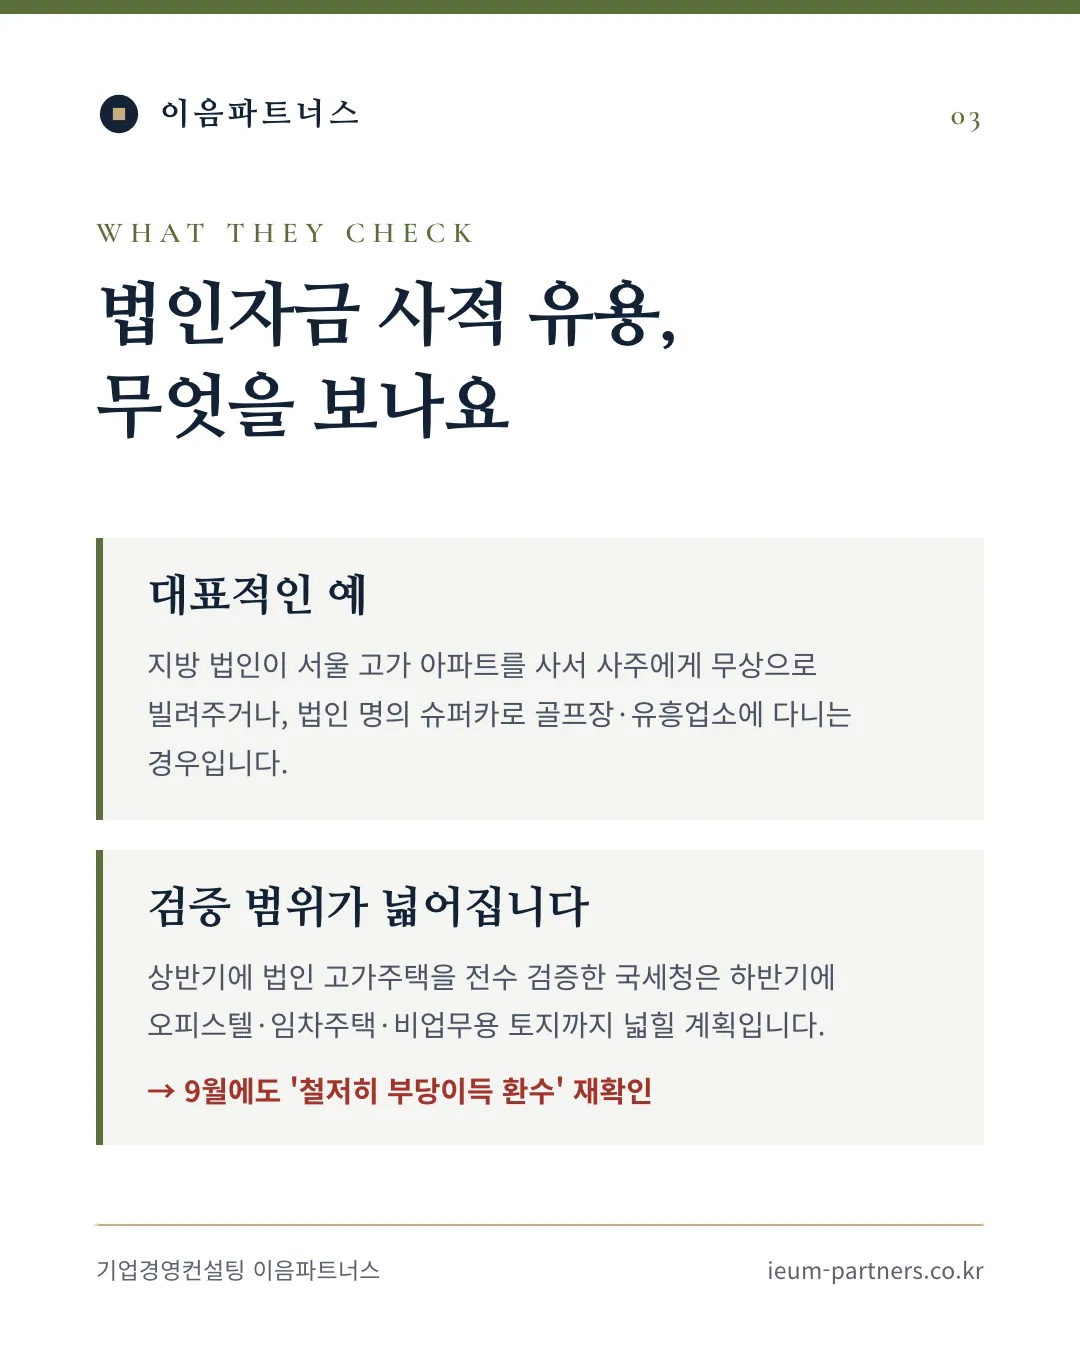 이음파트너스
03
WHAT THEY CHECK
법인자금 사적 유용,
무엇을 보나요
대표적인 예
지방 법인이 서울 고가 아파트를 사서 사주에게 무상으로
빌려주거나, 법인 명의 슈퍼카로 골프장·유흥업소에 다니는
경우입니다.
검증 범위가 넓어집니다
상반기에 법인 고가주택을 전수 검증한 국세청은 하반기에
오피스텔·임차주택·비업무용 토지까지 넓힐 계획입니다.
→ 9월에도 '철저히 부당이득 환수' 재확인
기업경영컨설팅 이음파트너스
ieum-partners.co.kr